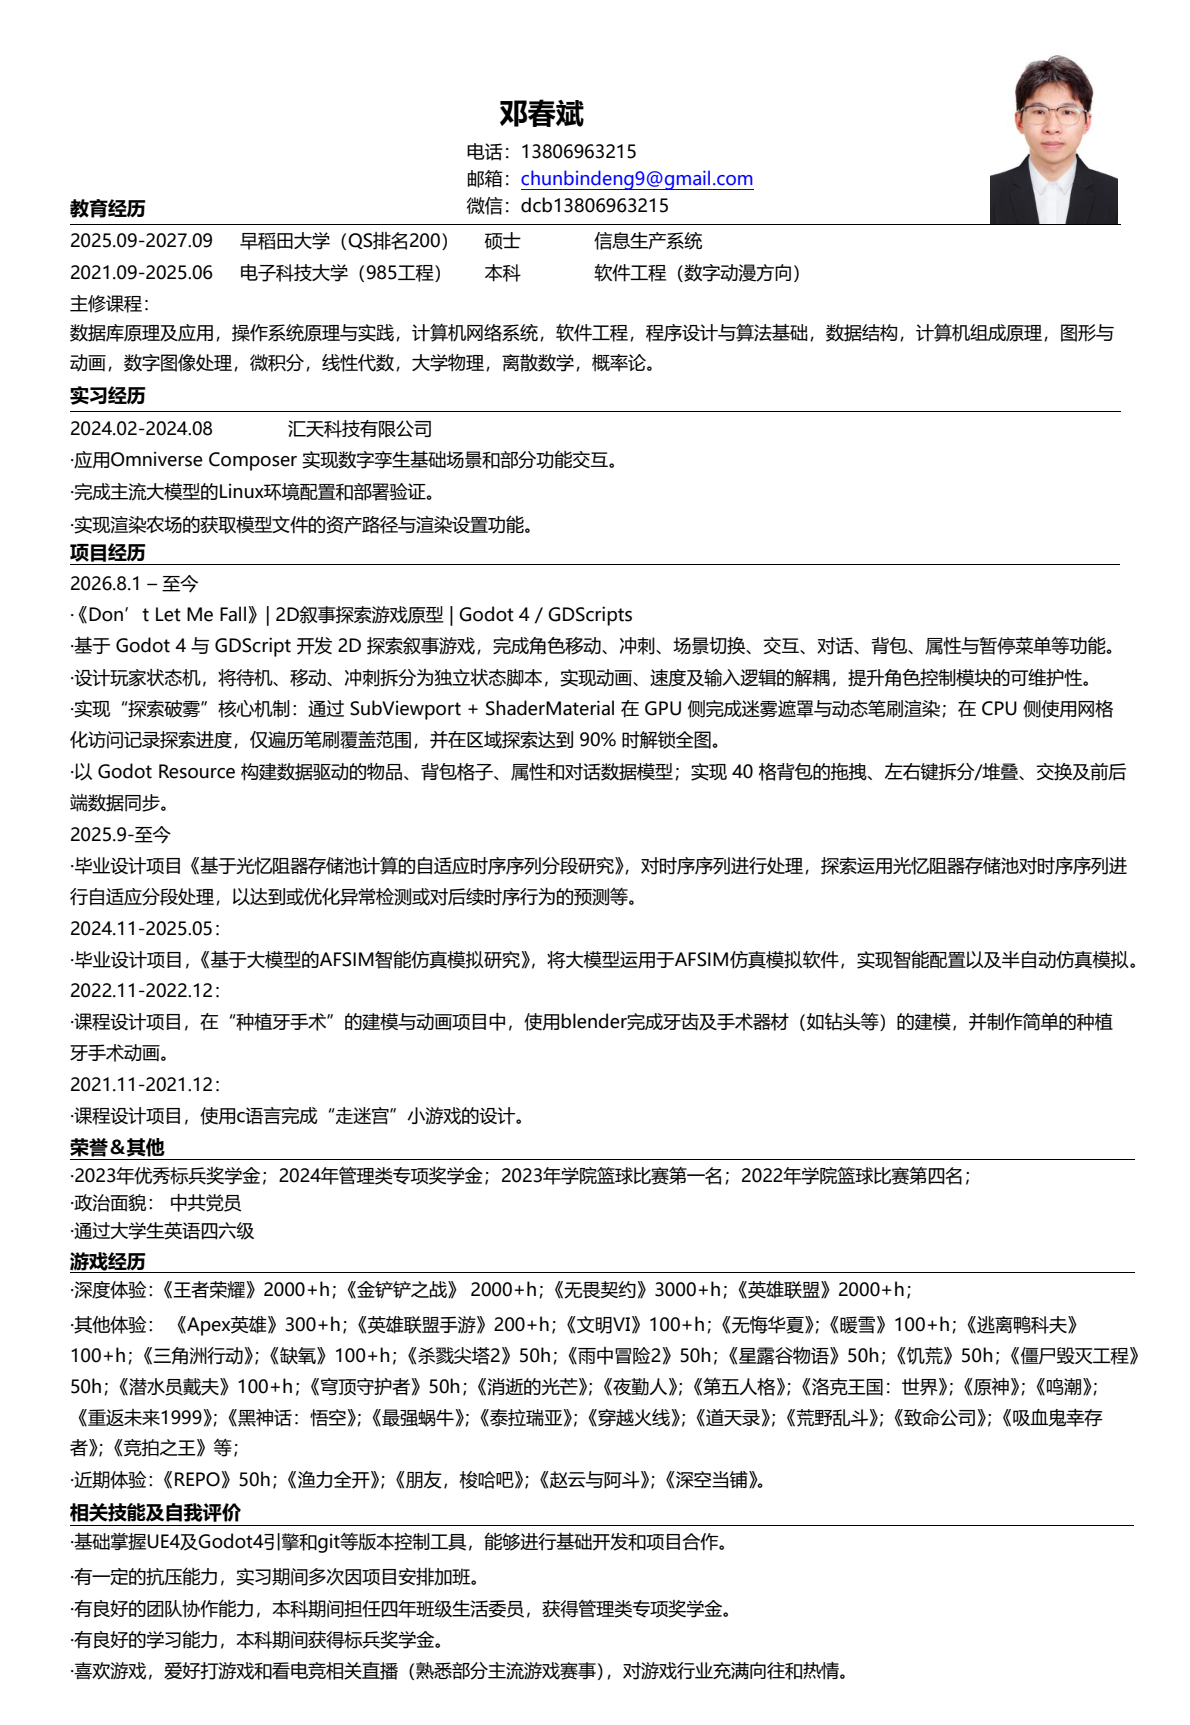 邓春斌
电话：13806963215
邮箱：chunbindeng9@gmail.com
微信：dcb13806963215
教育经历
2025.09-2027.09 早稻田大学（QS排名200） 硕士 信息生产系统
2021.09-2025.06 电子科技大学（985工程） 本科 软件工程（数字动漫方向）
主修课程：
数据库原理及应用，操作系统原理与实践，计算机网络系统，软件工程，程序设计与算法基础，数据结构，计算机组成原理，图形与
动画，数字图像处理，微积分，线性代数，大学物理，离散数学，概率论。
实习经历
2024.02-2024.08 汇天科技有限公司
·应用Omniverse Composer 实现数字孪生基础场景和部分功能交互。
·完成主流大模型的Linux环境配置和部署验证。
·实现渲染农场的获取模型文件的资产路径与渲染设置功能。
项目经历
2026.8.1 – 至今
·《Don’t Let Me Fall》| 2D叙事探索游戏原型 | Godot 4 / GDScripts
·基于 Godot 4 与 GDScript 开发 2D 探索叙事游戏，完成角色移动、冲刺、场景切换、交互、对话、背包、属性与暂停菜单等功能。
·设计玩家状态机，将待机、移动、冲刺拆分为独立状态脚本，实现动画、速度及输入逻辑的解耦，提升角色控制模块的可维护性。
·实现“探索破雾”核心机制：通过 SubViewport + ShaderMaterial 在 GPU 侧完成迷雾遮罩与动态笔刷渲染；在 CPU 侧使用网格
化访问记录探索进度，仅遍历笔刷覆盖范围，并在区域探索达到 90% 时解锁全图。
·以 Godot Resource 构建数据驱动的物品、背包格子、属性和对话数据模型；实现 40 格背包的拖拽、左右键拆分/堆叠、交换及前后
端数据同步。
2025.9-至今
·毕业设计项目《基于光忆阻器存储池计算的自适应时序序列分段研究》，对时序序列进行处理，探索运用光忆阻器存储池对时序序列进
行自适应分段处理，以达到或优化异常检测或对后续时序行为的预测等。
2024.11-2025.05：
·毕业设计项目，《基于大模型的AFSIM智能仿真模拟研究》，将大模型运用于AFSIM仿真模拟软件，实现智能配置以及半自动仿真模拟。
2022.11-2022.12：
·课程设计项目，在“种植牙手术”的建模与动画项目中，使用blender完成牙齿及手术器材（如钻头等）的建模，并制作简单的种植
牙手术动画。
2021.11-2021.12：
·课程设计项目，使用c语言完成“走迷宫”小游戏的设计。
荣誉＆其他
·2023年优秀标兵奖学金；2024年管理类专项奖学金；2023年学院篮球比赛第一名；2022年学院篮球比赛第四名；
·政治面貌： 中共党员
·通过大学生英语四六级
游戏经历
·深度体验：《王者荣耀》2000+h；《金铲铲之战》 2000+h；《无畏契约》3000+h；《英雄联盟》2000+h；
·其他体验： 《Apex英雄》300+h；《英雄联盟手游》200+h；《文明VI》100+h；《无悔华夏》；《暖雪》100+h；《逃离鸭科夫》
100+h；《三角洲行动》；《缺氧》100+h；《杀戮尖塔2》50h；《雨中冒险2》50h；《星露谷物语》50h；《饥荒》50h；《僵尸毁灭工程》
50h；《潜水员戴夫》100+h；《穹顶守护者》50h；《消逝的光芒》；《夜勤人》；《第五人格》；《洛克王国：世界》；《原神》；《鸣潮》；
《重返未来1999》；《黑神话：悟空》；《最强蜗牛》；《泰拉瑞亚》；《穿越火线》；《道天录》；《荒野乱斗》；《致命公司》；《吸血鬼幸存
者》；《竞拍之王》等；
·近期体验：《REPO》50h；《渔力全开》；《朋友，梭哈吧》；《赵云与阿斗》；《深空当铺》。
相关技能及自我评价
·基础掌握UE4及Godot4引擎和git等版本控制工具，能够进行基础开发和项目合作。
·有一定的抗压能力，实习期间多次因项目安排加班。
·有良好的团队协作能力，本科期间担任四年班级生活委员，获得管理类专项奖学金。
·有良好的学习能力，本科期间获得标兵奖学金。
·喜欢游戏，爱好打游戏和看电竞相关直播（熟悉部分主流游戏赛事），对游戏行业充满向往和热情。